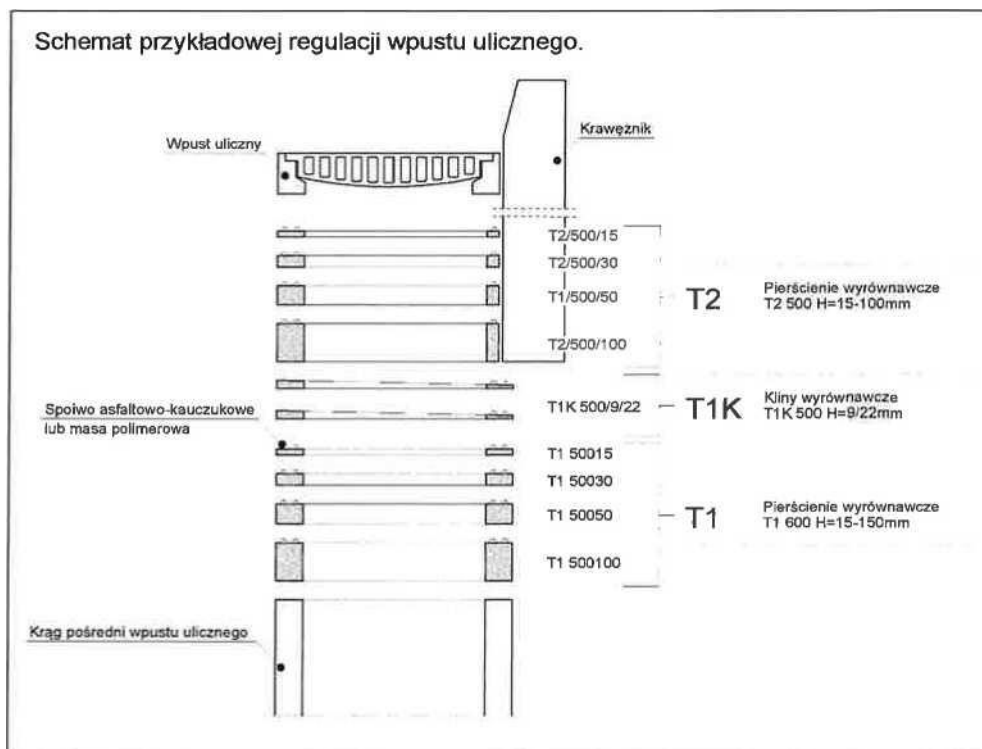 Schemat przykładowej regulacji wpustu ulicznego.
Wpust uliczny
Krawężnik
T2/500/15
T2/500/30
T1/500/50
T2/500/100
T2
Pierścienie wyrównawcze
T2 500 H=15-100mm
Spoiwo asfaltowo-kauczukowe
lub masa polimerowa
T1K 500/9/22
T1K
Kliny wyrównawcze
T1K 500 H=9/22mm
T1 50015
T1 50030
T1 50050
T1 500100
T1
Pierścienie wyrównawcze
T1 600 H=15-150mm
Krąg pośredni wpustu ulicznego